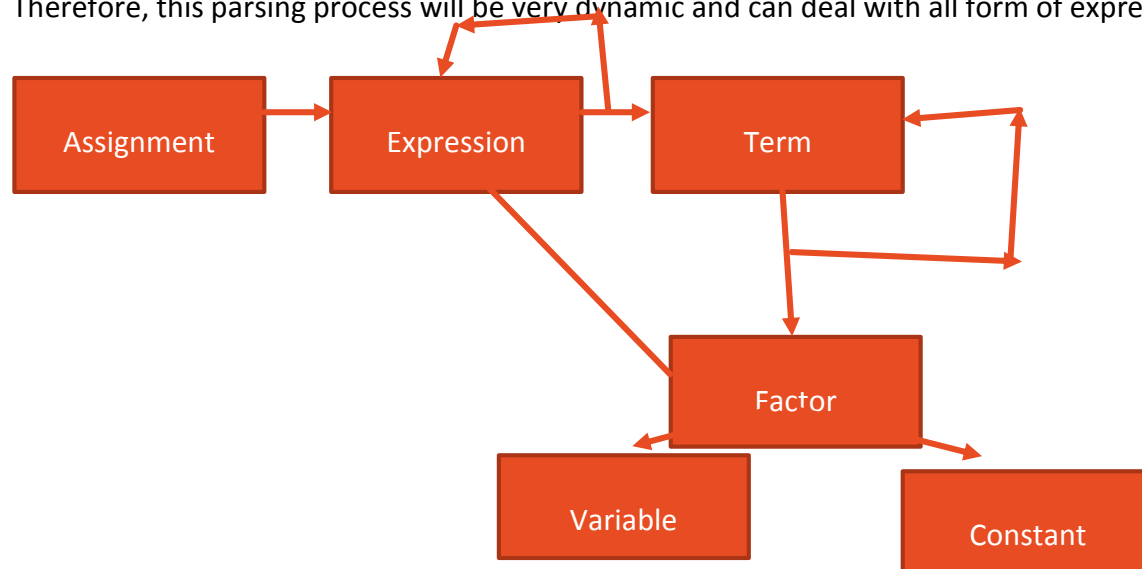 Therefore, this parsing process will be very dynamic and can deal with all form of expre
Assignment
Expression
Term
Factor
Variable
Constant